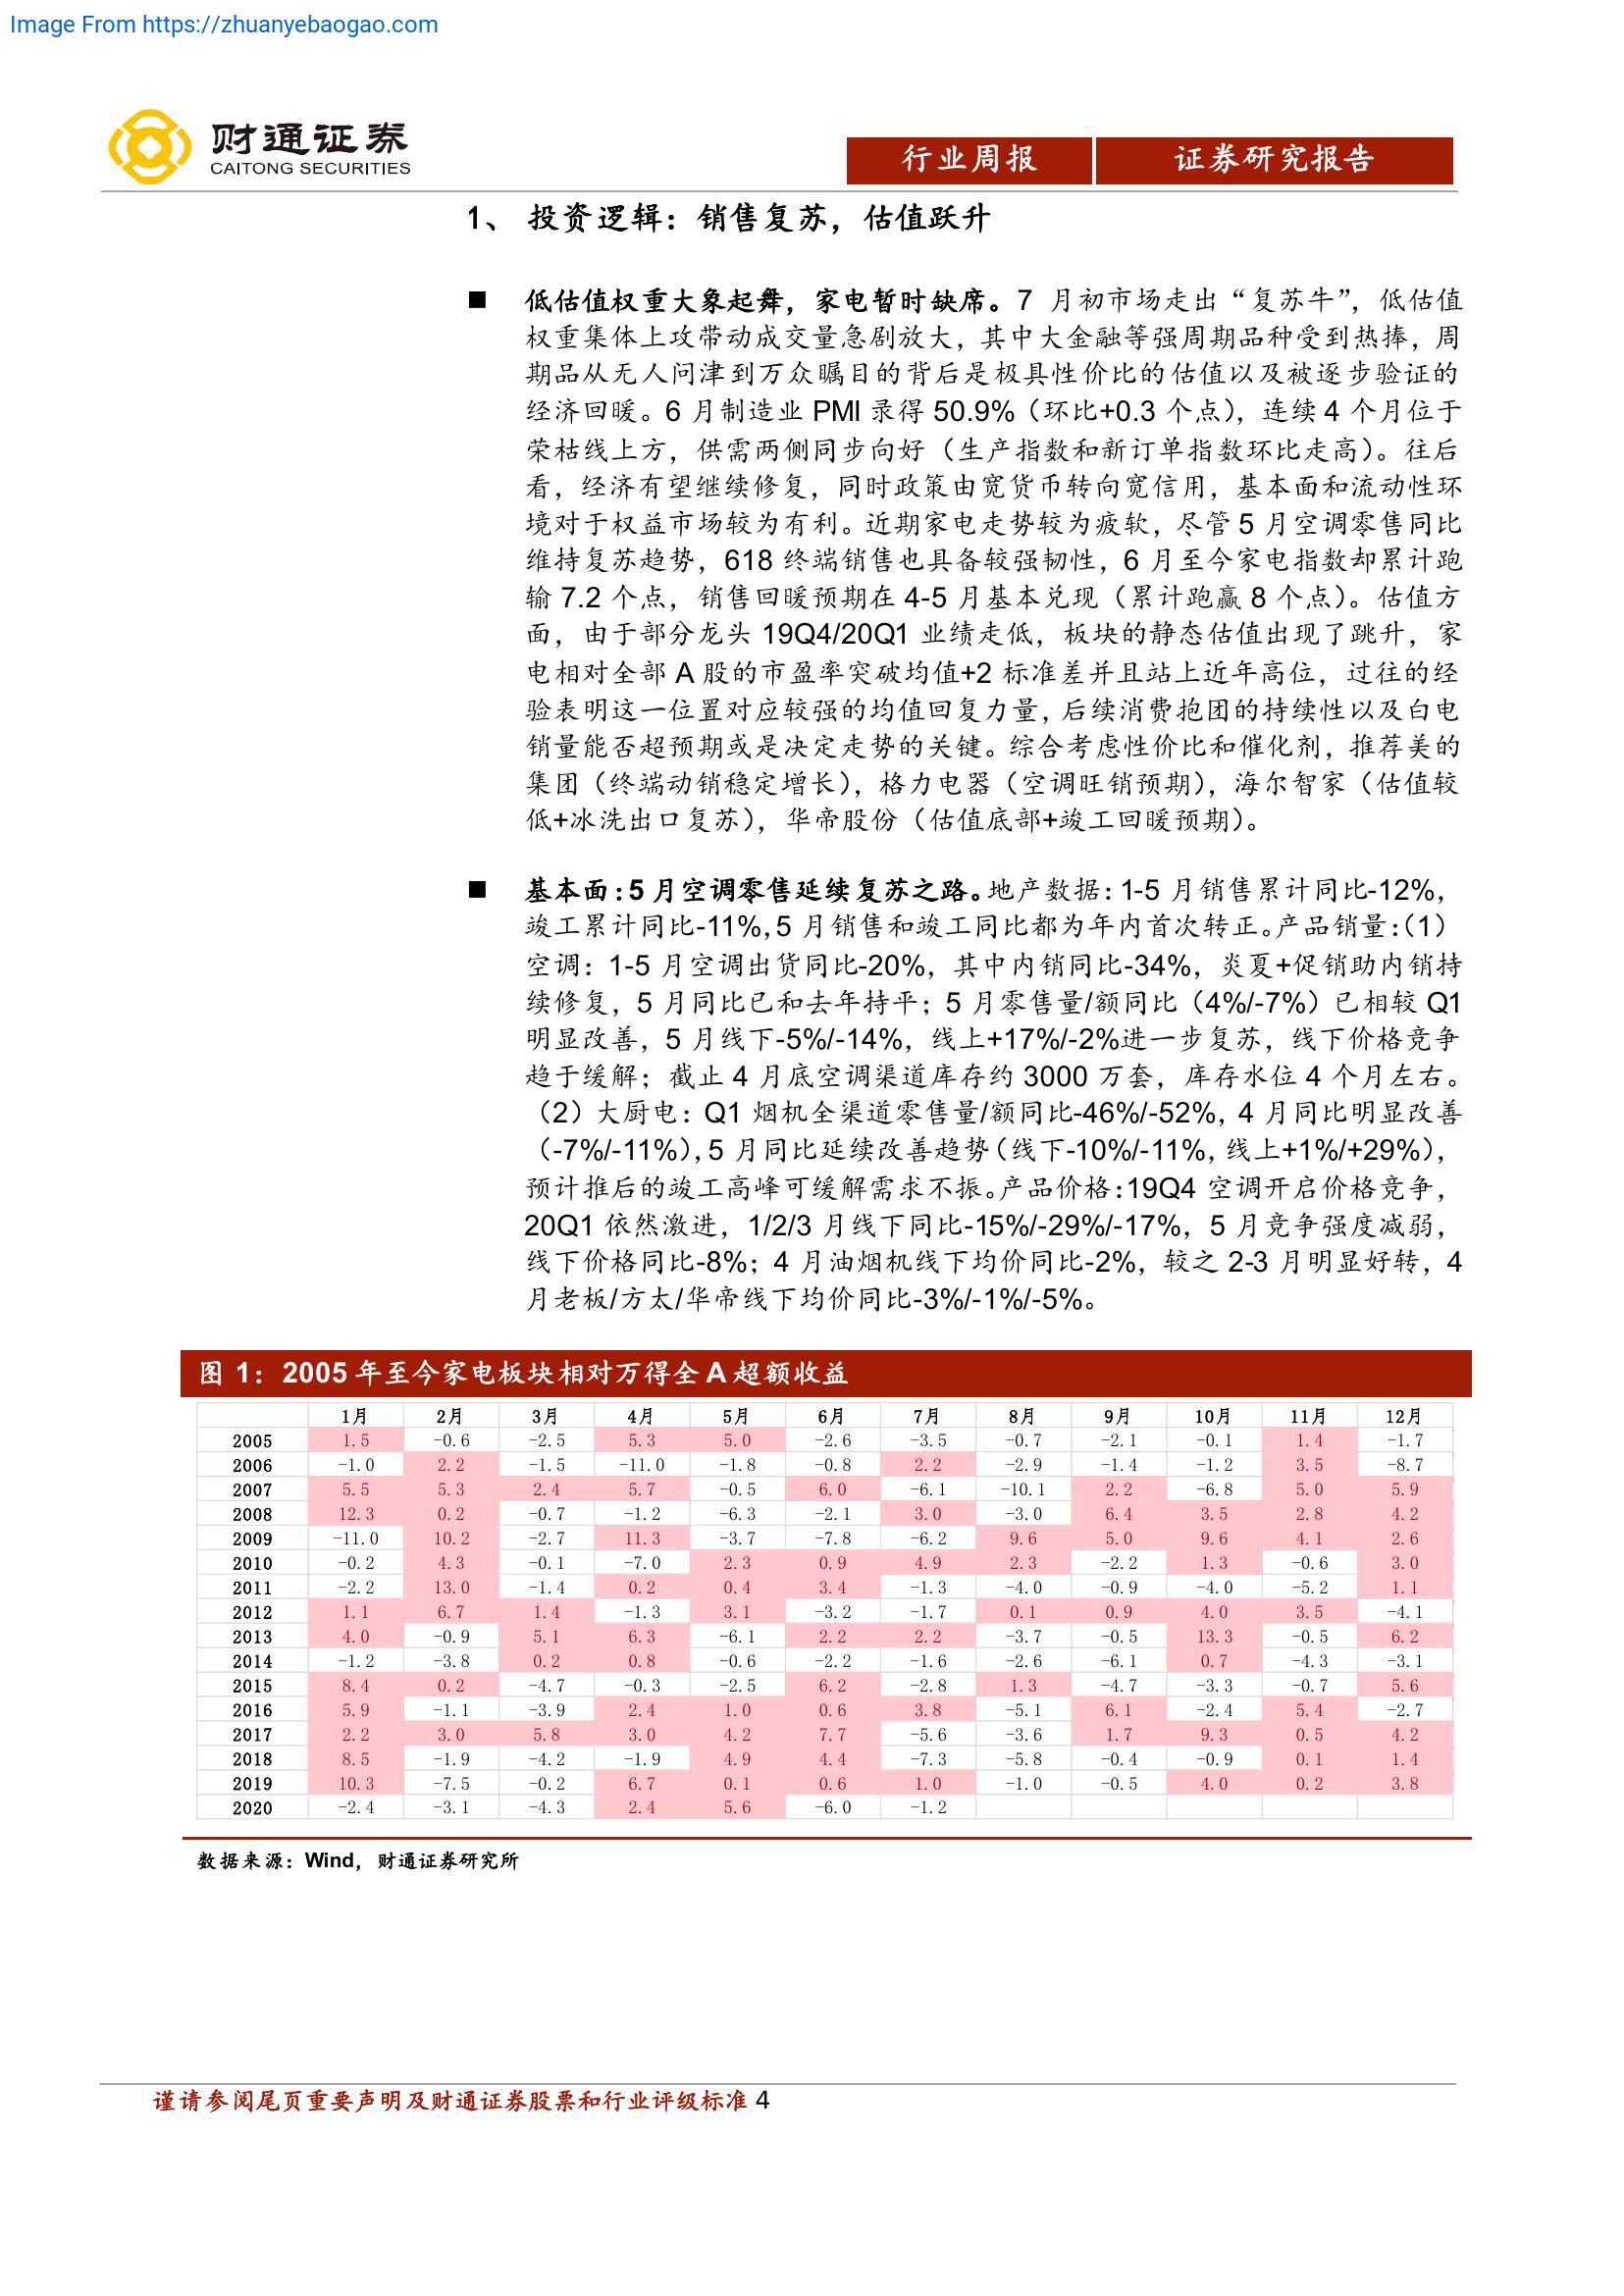 Image From https://zhuanyebaogao.com
财通证券
CAITONG SECURITIES
行业周报 证券研究报告
1、 投资逻辑：销售复苏，估值跃升
■ 低估值权重大象起舞，家电暂时缺席。7 月初市场走出“复苏牛”，低估值
权重集体上攻带动成交量急剧放大，其中大金融等强周期品种受到热捧，周
期品从无人问津到万众瞩目的背后是极具性价比的估值以及被逐步验证的
经济回暖。6 月制造业 PMI 录得 50.9%（环比+0.3 个点），连续 4 个月位于
荣枯线上方，供需两侧同步向好（生产指数和新订单指数环比走高）。往后
看，经济有望继续修复，同时政策由宽货币转向宽信用，基本面和流动性环
境对于权益市场较为有利。近期家电走势较为疲软，尽管 5 月空调零售同比
维持复苏趋势，618 终端销售也具备较强韧性，6 月至今家电指数却累计跑
输 7.2 个点，销售回暖预期在 4-5 月基本兑现（累计跑赢 8 个点）。估值方
面，由于部分龙头 19Q4/20Q1 业绩走低，板块的静态估值出现了跳升，家
电相对全部 A 股的市盈率突破均值+2 标准差并且站上近年高位，过往的经
验表明这一位置对应较强的均值回复力量，后续消费抱团的持续性以及白电
销量能否超预期或是决定走势的关键。综合考虑性价比和催化剂，推荐美的
集团（终端动销稳定增长），格力电器（空调旺销预期），海尔智家（估值较
低+冰洗出口复苏），华帝股份（估值底部+竣工回暖预期）。
■ 基本面：5 月空调零售延续复苏之路。地产数据：1-5 月销售累计同比-12%，
竣工累计同比-11%，5 月销售和竣工同比都为年内首次转正。产品销量：（1）
空调：1-5 月空调出货同比-20%，其中内销同比-34%，炎夏+促销助内销持
续修复，5 月同比已和去年持平；5 月零售量/额同比（4%/-7%）已相较 Q1
明显改善，5 月线下-5%/-14%，线上+17%/-2%进一步复苏，线下价格竞争
趋于缓解；截止 4 月底空调渠道库存约 3000 万套，库存水位 4 个月左右。
（2）大厨电：Q1 烟机全渠道零售量/额同比-46%/-52%，4 月同比明显改善
（-7%/-11%），5 月同比延续改善趋势（线下-10%/-11%，线上+1%/+29%），
预计推后的竣工高峰可缓解需求不振。产品价格：19Q4 空调开启价格竞争，
20Q1 依然激进，1/2/3 月线下同比-15%/-29%/-17%，5 月竞争强度减弱，
线下价格同比-8%；4 月油烟机线下均价同比-2%，较之 2-3 月明显好转，4
月老板/方太/华帝线下均价同比-3%/-1%/-5%。
图 1：2005 年至今家电板块相对万得全 A 超额收益
1月 2月 3月 4月 5月 6月 7月 8月 9月 10月 11月 12月
2005 1.5 -0.6 -2.5 5.3 5.0 -2.6 -3.5 -0.7 -2.1 -0.1 1.4 -1.7
2006 -1.0 2.2 -1.5 -11.0 -1.8 -0.8 2.2 -2.9 -1.4 -1.2 3.5 -8.7
2007 5.5 5.3 2.4 5.7 -0.5 6.0 -6.1 -10.1 2.2 -6.8 5.0 5.9
2008 12.3 0.2 -0.7 -1.2 -6.3 -2.1 3.0 -3.0 6.4 3.5 2.8 4.2
2009 -11.0 10.2 -2.7 11.3 -3.7 -7.8 -6.2 9.6 5.0 9.6 4.1 2.6
2010 -0.2 4.3 -0.1 -7.0 2.3 0.9 4.9 2.3 -2.2 1.3 -0.6 3.0
2011 -2.2 13.0 -1.4 0.2 0.4 3.4 -1.3 -4.0 -0.9 -4.0 -5.2 1.1
2012 1.1 6.7 1.4 -1.3 3.1 -3.2 -1.7 0.1 0.9 4.0 3.5 -4.1
2013 4.0 -0.9 5.1 6.3 -6.1 2.2 2.2 -3.7 -0.5 13.3 -0.5 6.2
2014 -1.2 -3.8 0.2 0.8 -0.6 -2.2 -1.6 -2.6 -6.1 0.7 -4.3 -3.1
2015 8.4 0.2 -4.7 -0.3 -2.5 6.2 -2.8 1.3 -4.7 -3.3 -0.7 5.6
2016 5.9 -1.1 -3.9 2.4 1.0 0.6 3.8 -5.1 6.1 -2.4 5.4 -2.7
2017 2.2 3.0 5.8 3.0 4.2 7.7 -5.6 -3.6 1.7 9.3 0.5 4.2
2018 8.5 -1.9 -4.2 -1.9 4.9 4.4 -7.3 -5.8 -0.4 -0.9 0.1 1.4
2019 10.3 -7.5 -0.2 6.7 0.1 0.6 1.0 -1.0 -0.5 4.0 0.2 3.8
2020 -2.4 -3.1 -4.3 2.4 5.6 -6.0 -1.2
数据来源：Wind，财通证券研究所
谨请参阅尾页重要声明及财通证券股票和行业评级标准 4